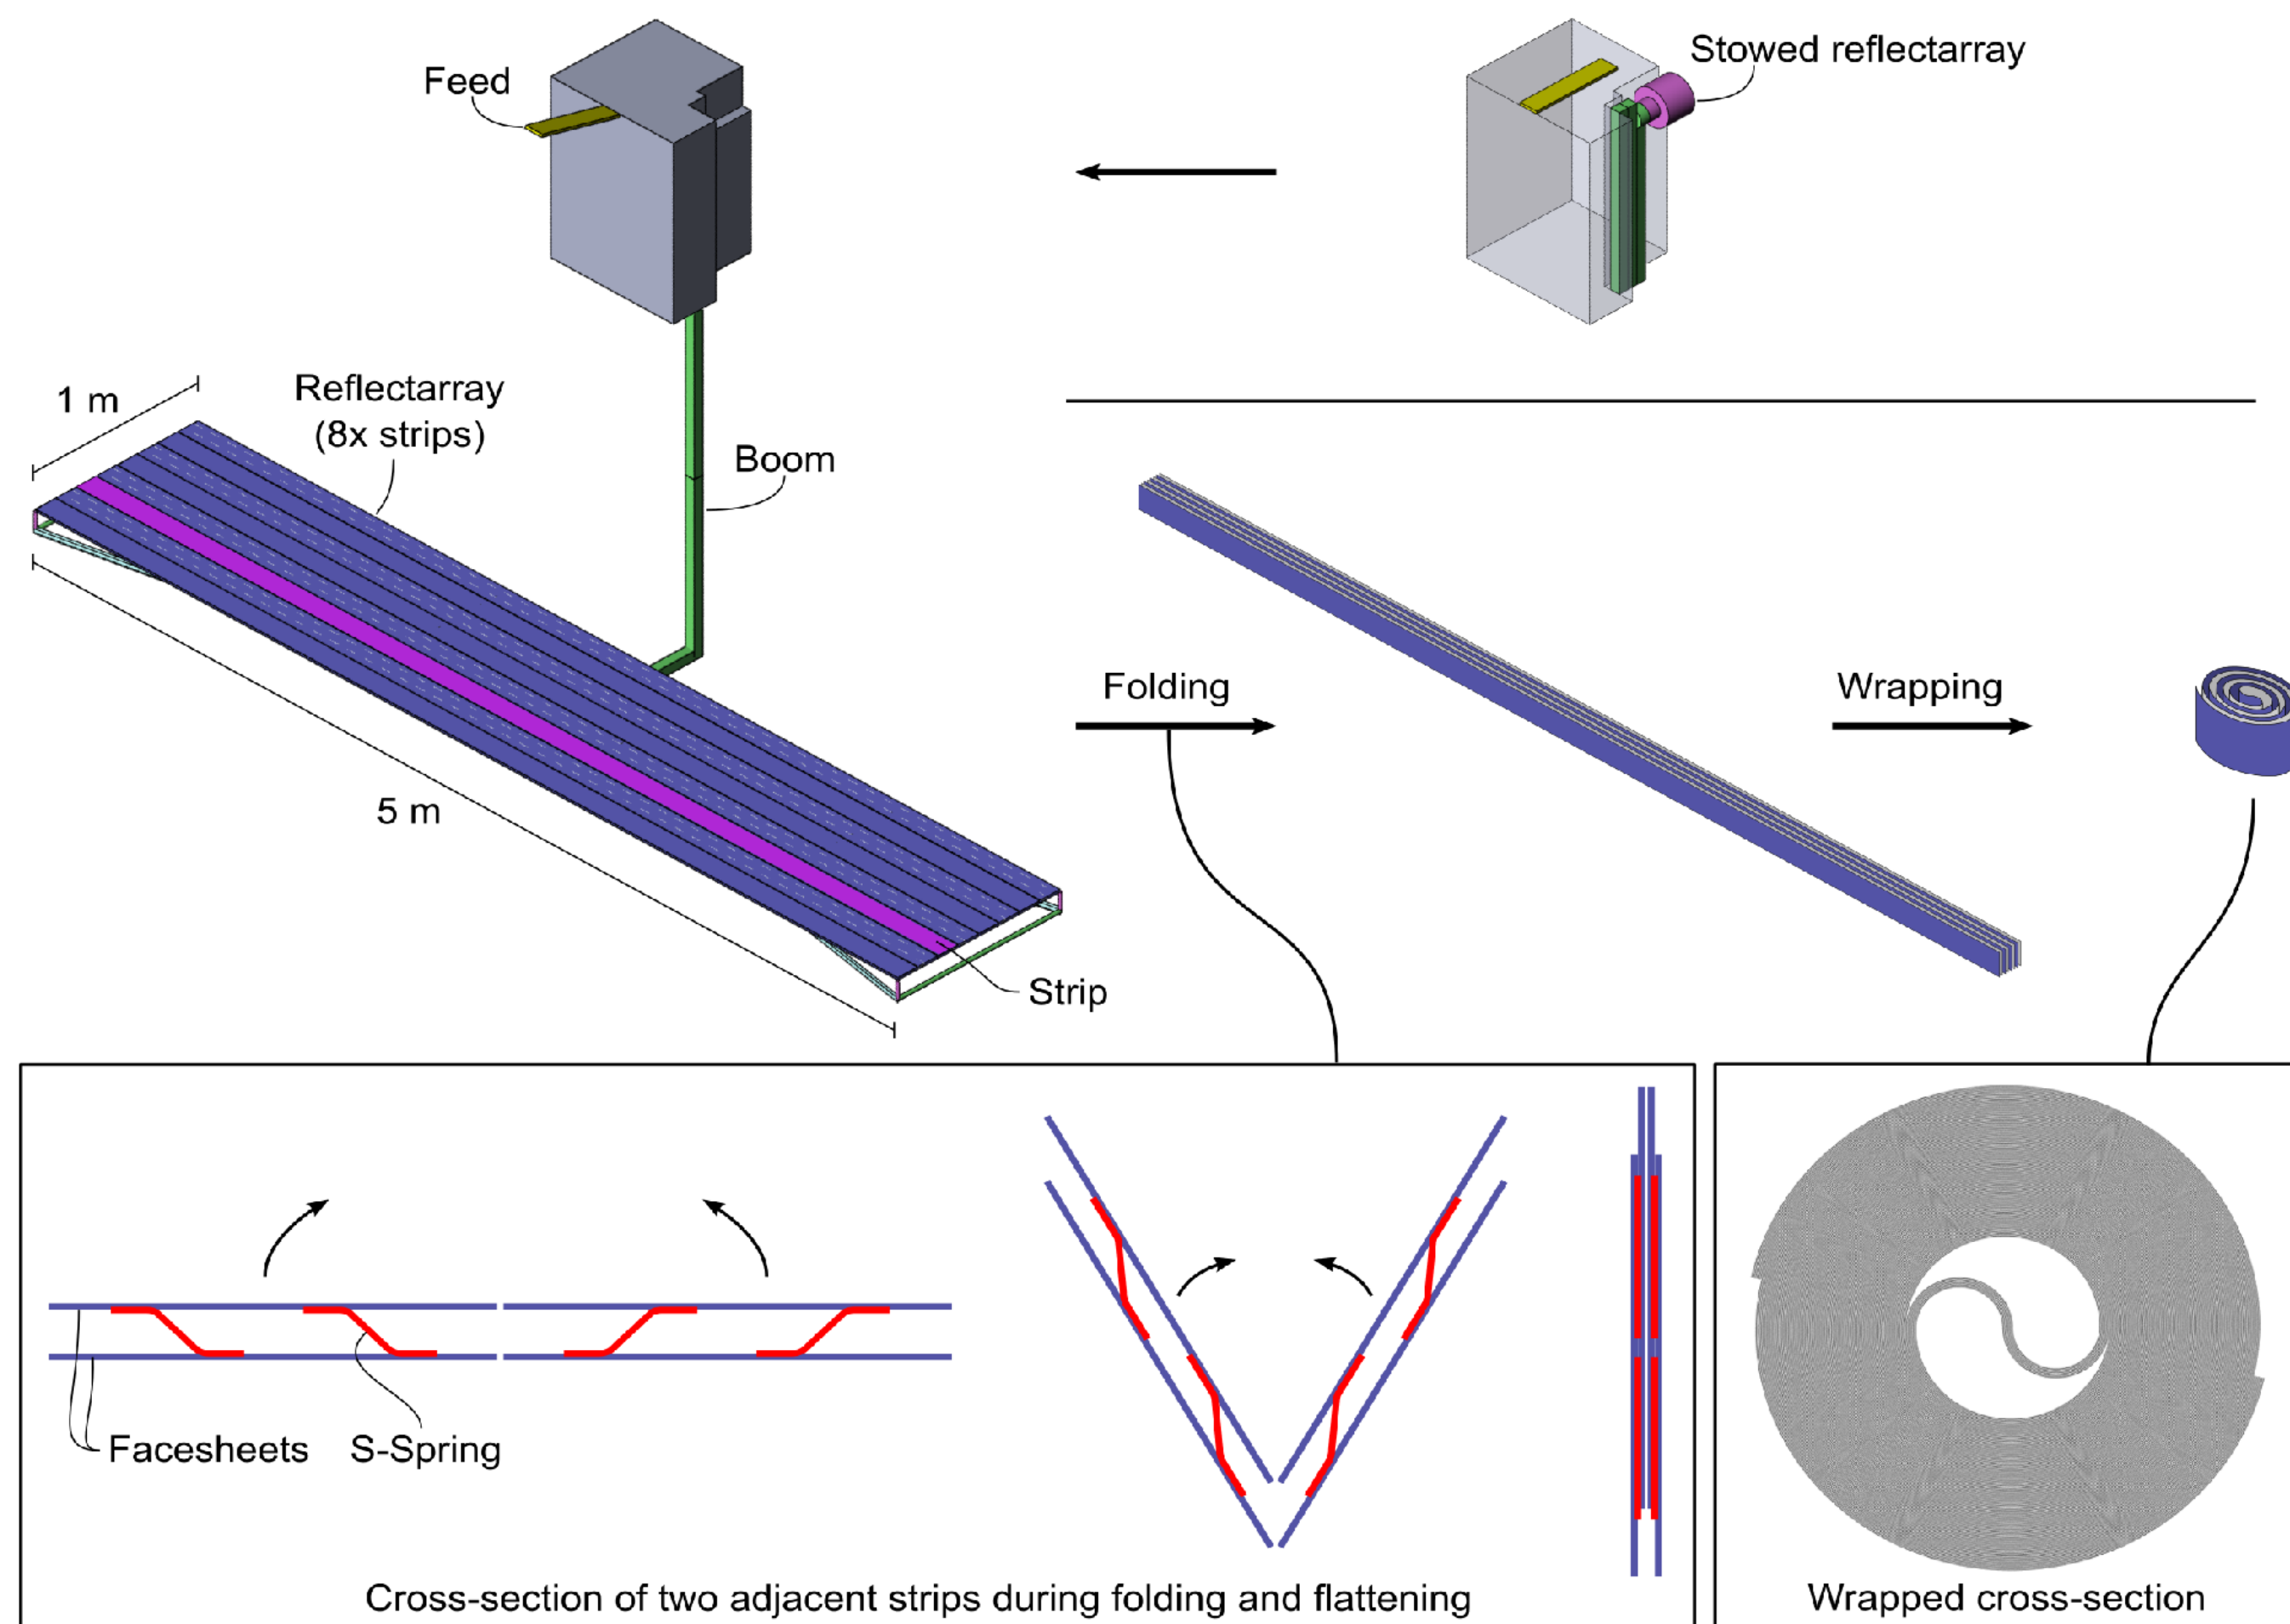 Feed
Stowed reflectarray
1 m
Reflectarray
(8x strips)
Boom
Folding
Wrapping
5 m
Strip
Facesheets
S-Spring
Cross-section of two adjacent strips during folding and flattening
Wrapped cross-section